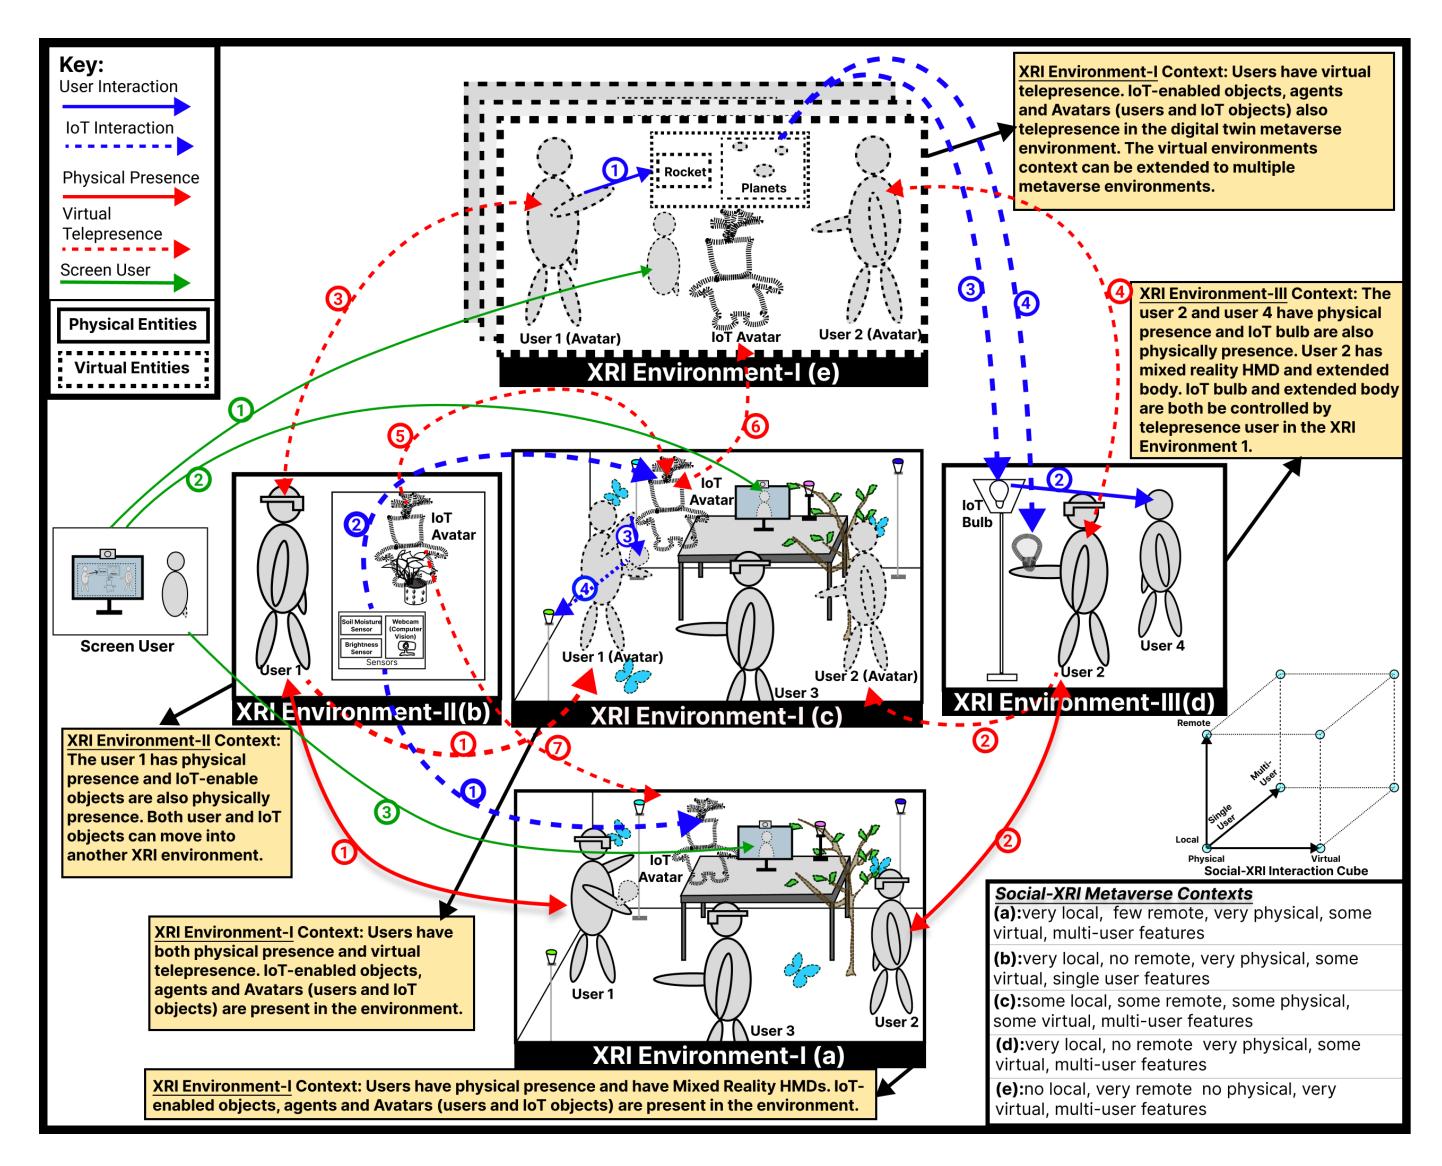 Key:
User Interaction
IoT Interaction
Physical Presence
Virtual
Telepresence
Screen User
Physical Entities
Virtual Entities
XRI Environment-I Context: Users have virtual
telepresence. IoT-enabled objects, agents
and Avatars (users and IoT objects) also
telepresence in the digital twin metaverse
environment. The virtual environments
context can be extended to multiple
metaverse environments.
1
Rocket
Planets
User 1 (Avatar)
IoT Avatar
User 2 (Avatar)
XRI Environment-I (e)
3
3
4
4
XRI Environment-III Context: The
user 2 and user 4 have physical
presence and IoT bulb are also
physically presence. User 2 has
mixed reality HMD and extended
body. IoT bulb and extended body
are both be controlled by
telepresence user in the XRI
Environment 1.
1
2
5
6
Screen User
User 1
IoT
Avatar
Soil Moisture
Sensor
Brightness
Sensor
Webcam
(Computer
Vision)
Sensors
XRI Environment-II(b)
2
IoT
Avatar
3
4
User 1 (Avatar)
User 2 (Avatar)
User 3
XRI Environment-I (c)
IoT
Bulb
2
User 2
User 4
XRI Environment-III(d)
1
7
2
1
3
1
2
XRI Environment-II Context:
The user 1 has physical
presence and IoT-enable
objects are also physically
presence. Both user and IoT
objects can move into
another XRI environment.
XRI Environment-I Context: Users have
both physical presence and virtual
telepresence. IoT-enabled objects,
agents and Avatars (users and IoT
objects) are present in the environment.
IoT
Avatar
User 1
User 3
User 2
XRI Environment-I (a)
XRI Environment-I Context: Users have physical presence and have Mixed Reality HMDs. IoT-
enabled objects, agents and Avatars (users and IoT objects) are present in the environment.
Remote
Multi-
User
Single
User
Local
Physical
Virtual
Social-XRI Interaction Cube
Social-XRI Metaverse Contexts
(a):very local, few remote, very physical, some
virtual, multi-user features
(b):very local, no remote, very physical, some
virtual, single user features
(c):some local, some remote, some physical,
some virtual, multi-user features
(d):very local, no remote very physical, some
virtual, multi-user features
(e):no local, very remote no physical, very
virtual, multi-user features